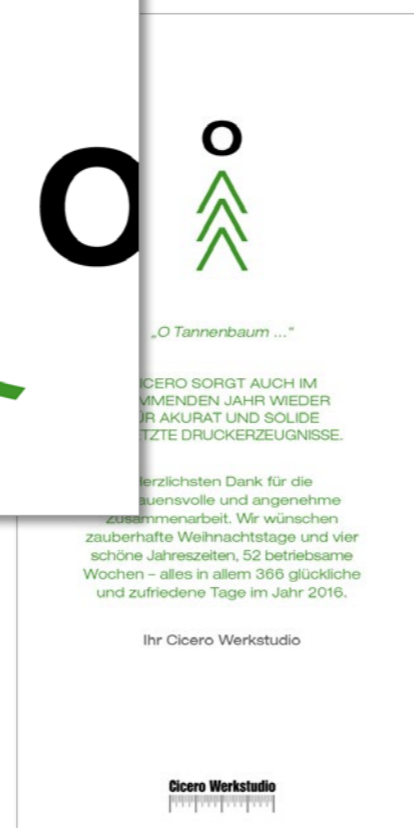 O
O
„O Tannenbaum ...“
ICERO SORGT AUCH IM
MMENDEN JAHR WIEDER
R AKURAT UND SOLIDE
TZTE DRUCKERZEUGNISSE.
erzlichsten Dank für die
auensvolle und angenehme
Zusammenarbeit. Wir wünschen
zauberhafte Weihnachtstage und vier
schöne Jahreszeiten, 52 betriebsame
Wochen – alles in allem 366 glückliche
und zufriedene Tage im Jahr 2016.
Ihr Cicero Werkstudio
Cicero Werkstudio